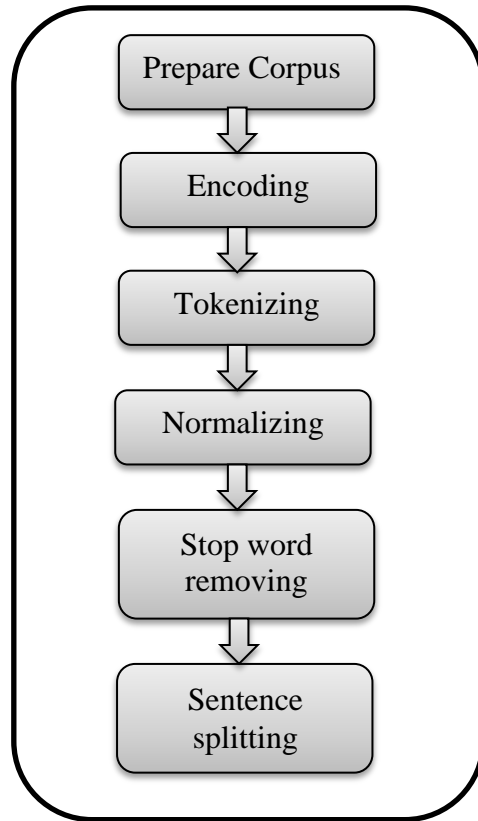 Prepare Corpus
Encoding
Tokenizing
Normalizing
Stop word
removing
Sentence
splitting